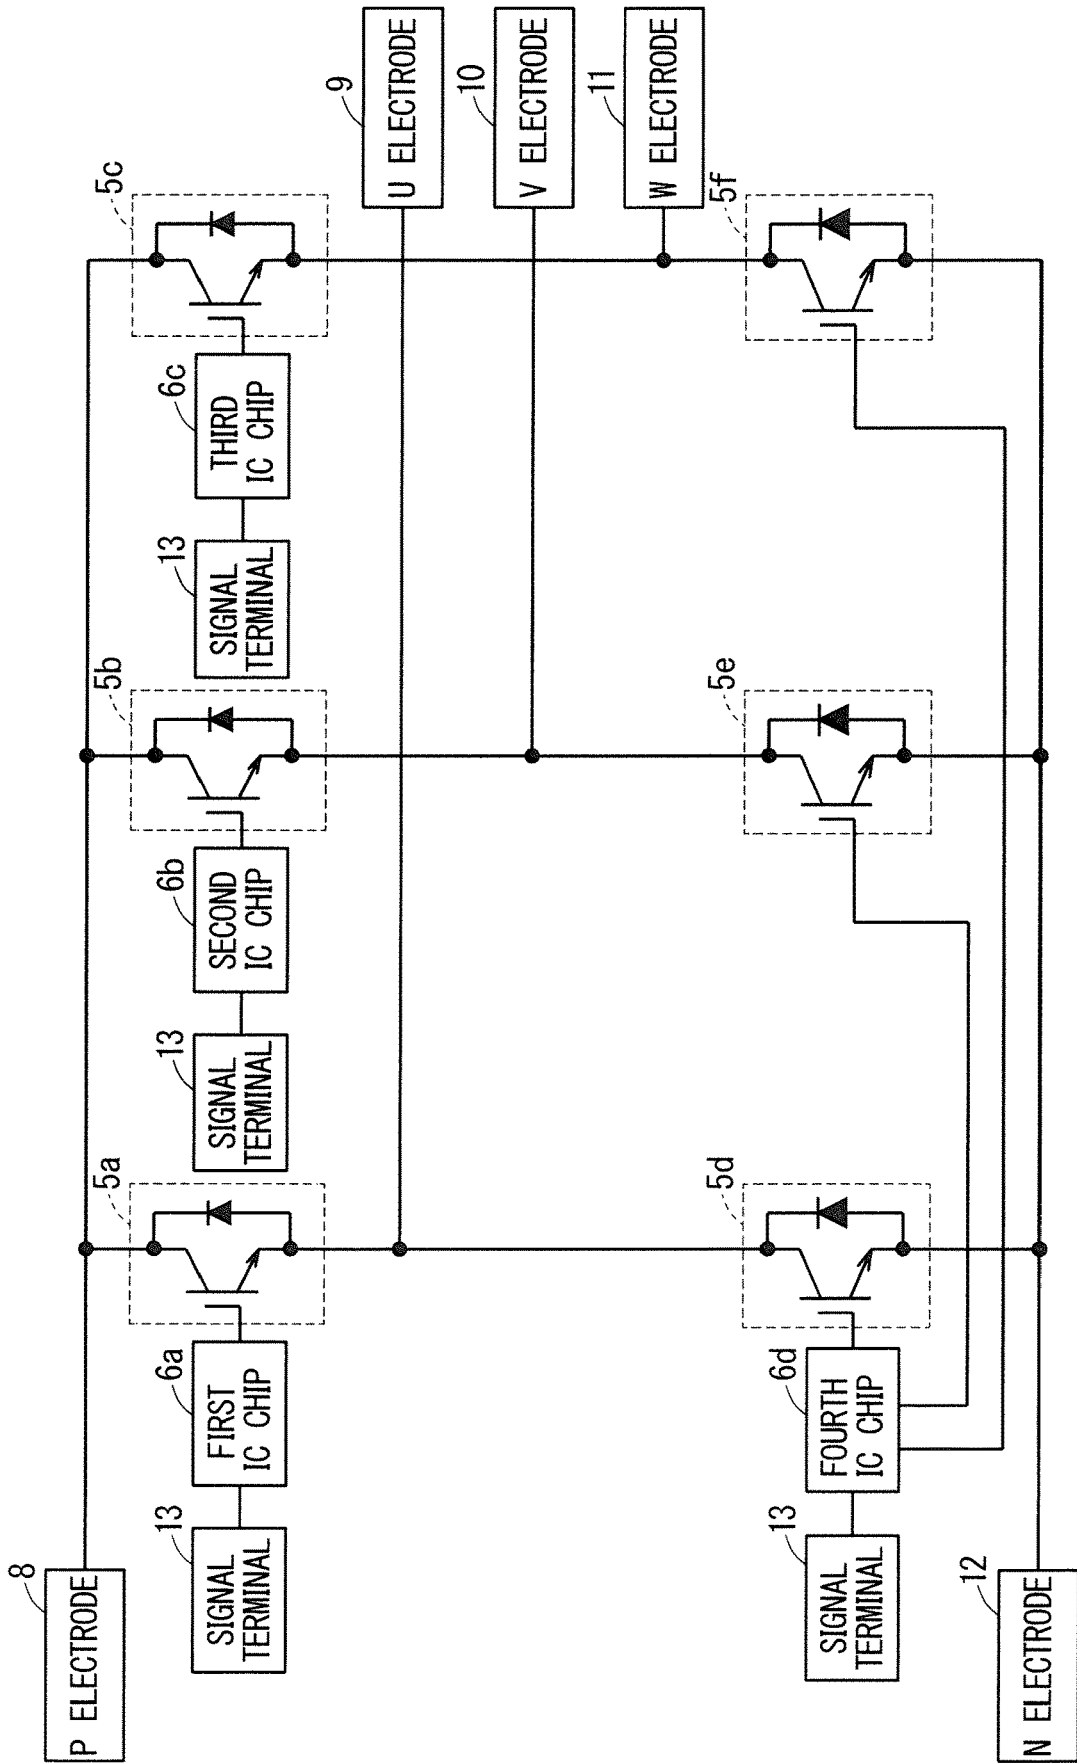 8
P ELECTRODE
5a
5b
5c
13
SIGNAL
TERMINAL
6a
FIRST
IC CHIP
13
SIGNAL
TERMINAL
6b
SECOND
IC CHIP
13
SIGNAL
TERMINAL
6c
THIRD
IC CHIP
9
U ELECTRODE
10
V ELECTRODE
11
W ELECTRODE
5d
5e
5f
13
SIGNAL
TERMINAL
6d
FOURTH
IC CHIP
12
N ELECTRODE